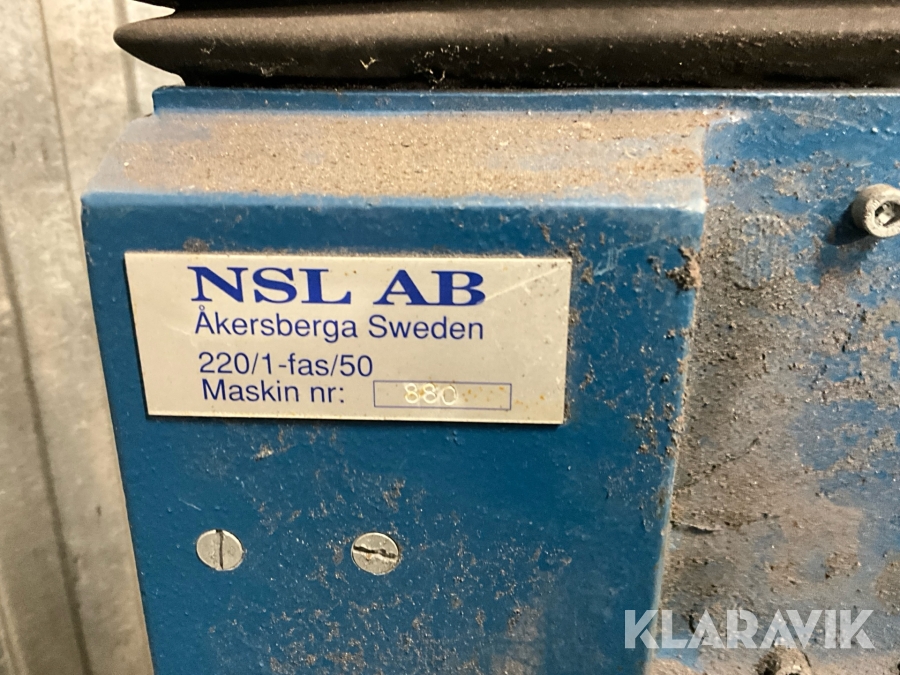 NSL AB
Åkersberga Sweden
220/1-fas/50
Maskin nr: 880
KLARAVIK